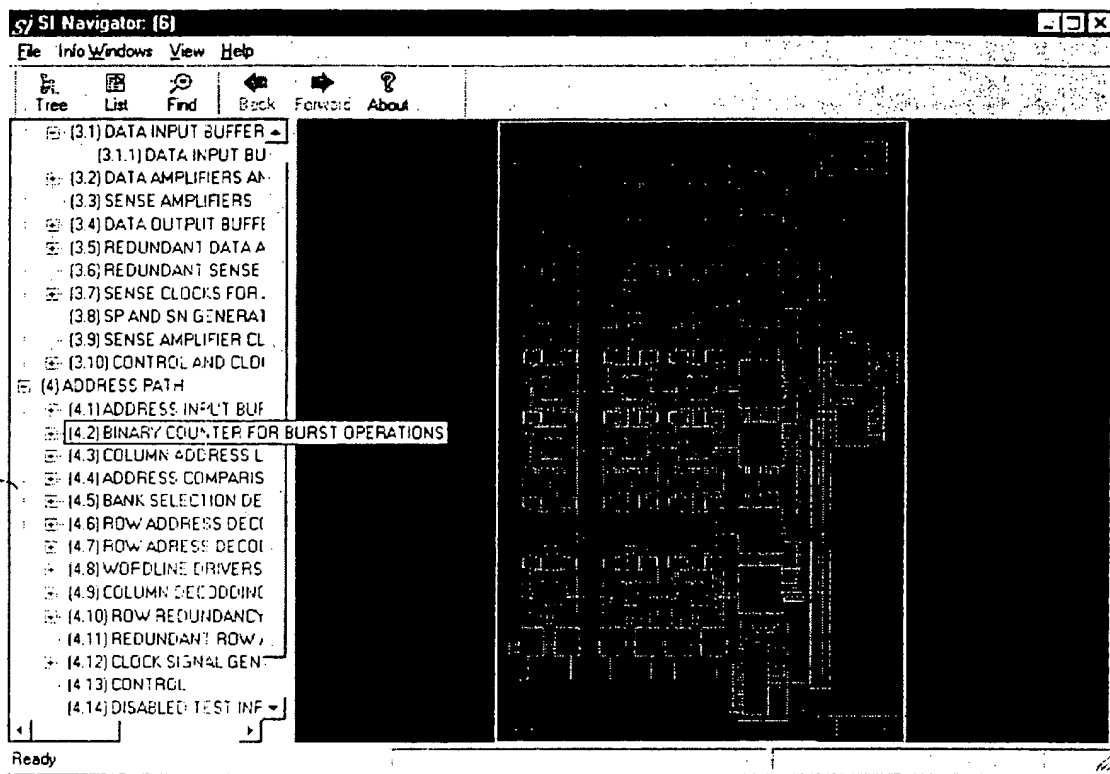 Si SI Navigator: (6)
File Info Windows View Help
Tree List Find Back Forward About
(3.1) DATA INPUT BUFFER
(3.1.1) DATA INPUT BU
(3.2) DATA AMPLIFIERS AN
(3.3) SENSE AMPLIFIERS
(3.4) DATA OUTPUT BUFFE
(3.5) REDUNDANT DATA A
(3.6) REDUNDANT SENSE
(3.7) SENSE CLOCKS FOR
(3.8) SP AND SN GENERAT
(3.9) SENSE AMPLIFIER CL
(3.10) CONTROL AND CLO
(4) ADDRESS PATH
(4.1) ADDRESS INPUT BUF
(4.2) BINARY COUNTER FOR BURST OPERATIONS
(4.3) COLUMN ADDRESS L
(4.4) ADDRESS COMPARIS
(4.5) BANK SELECTION DE
(4.6) ROW ADDRESS DECO
(4.7) ROW ADRESS DECO
(4.8) WORDLINE DRIVERS
(4.9) COLUMN DECODDING
(4.10) ROW REDUNDANCY
(4.11) REDUNDANT ROW
(4.12) CLOCK SIGNAL GEN
(4.13) CONTROL
(4.14) DISABLED TEST INF
Ready